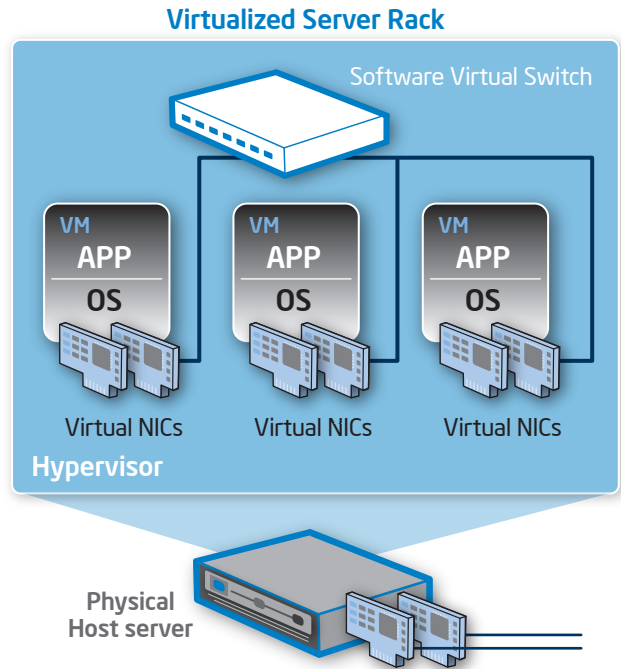 Virtualized Server Rack
Software Virtual Switch
VM
APP
OS
VM
APP
OS
VM
APP
OS
Virtual NICs
Virtual NICs
Virtual NICs
Hypervisor
Physical
Host server